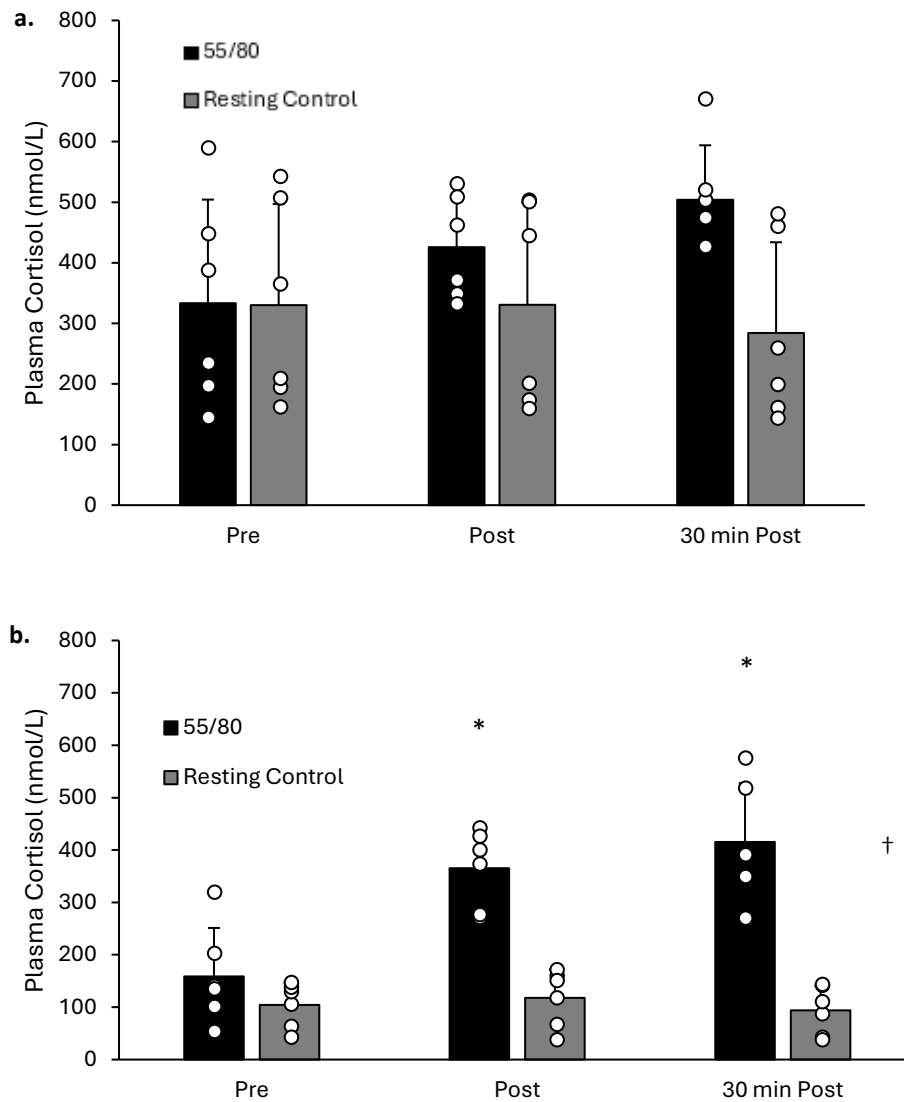 a.
800
700
600
500
400
300
200
100
0
Plasma Cortisol (nmol/L)
55/80
Resting Control
Pre Post 30 min Post
b.
800
700
600
500
400
300
200
100
0
Plasma Cortisol (nmol/L)
*
*
55/80
Resting Control
†
Pre Post 30 min Post